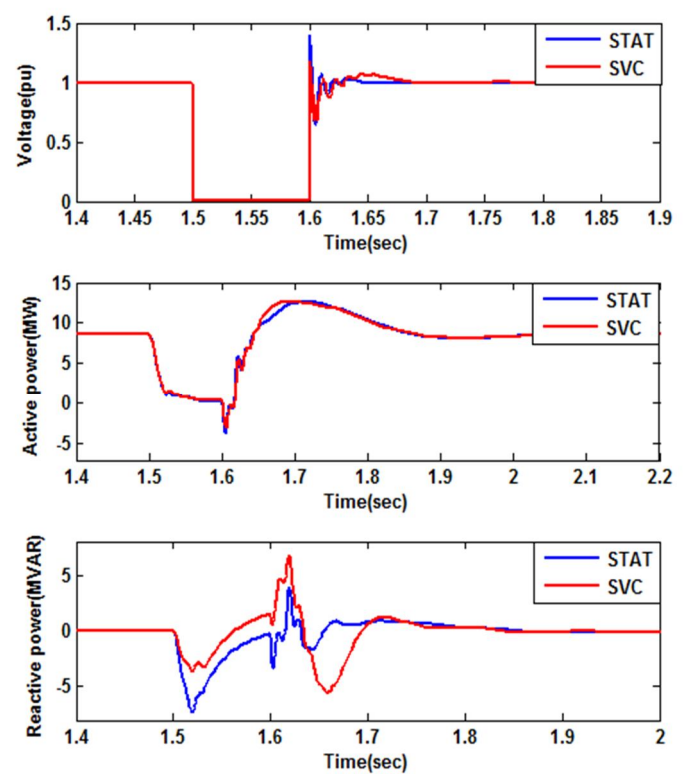 1.5
STAT
SVC
1
0.5
0
Voltage(pu)
1.4 1.45 1.5 1.55 1.6 1.65 1.7 1.75 1.8 1.85 1.9
Time(sec)
15
STAT
SVC
10
5
0
-5
Active power(MW)
1.4 1.5 1.6 1.7 1.8 1.9 2 2.1 2.2
Time(sec)
STAT
SVC
5
0
-5
Reactive power(MVAR)
1.4 1.5 1.6 1.7 1.8 1.9 2
Time(sec)